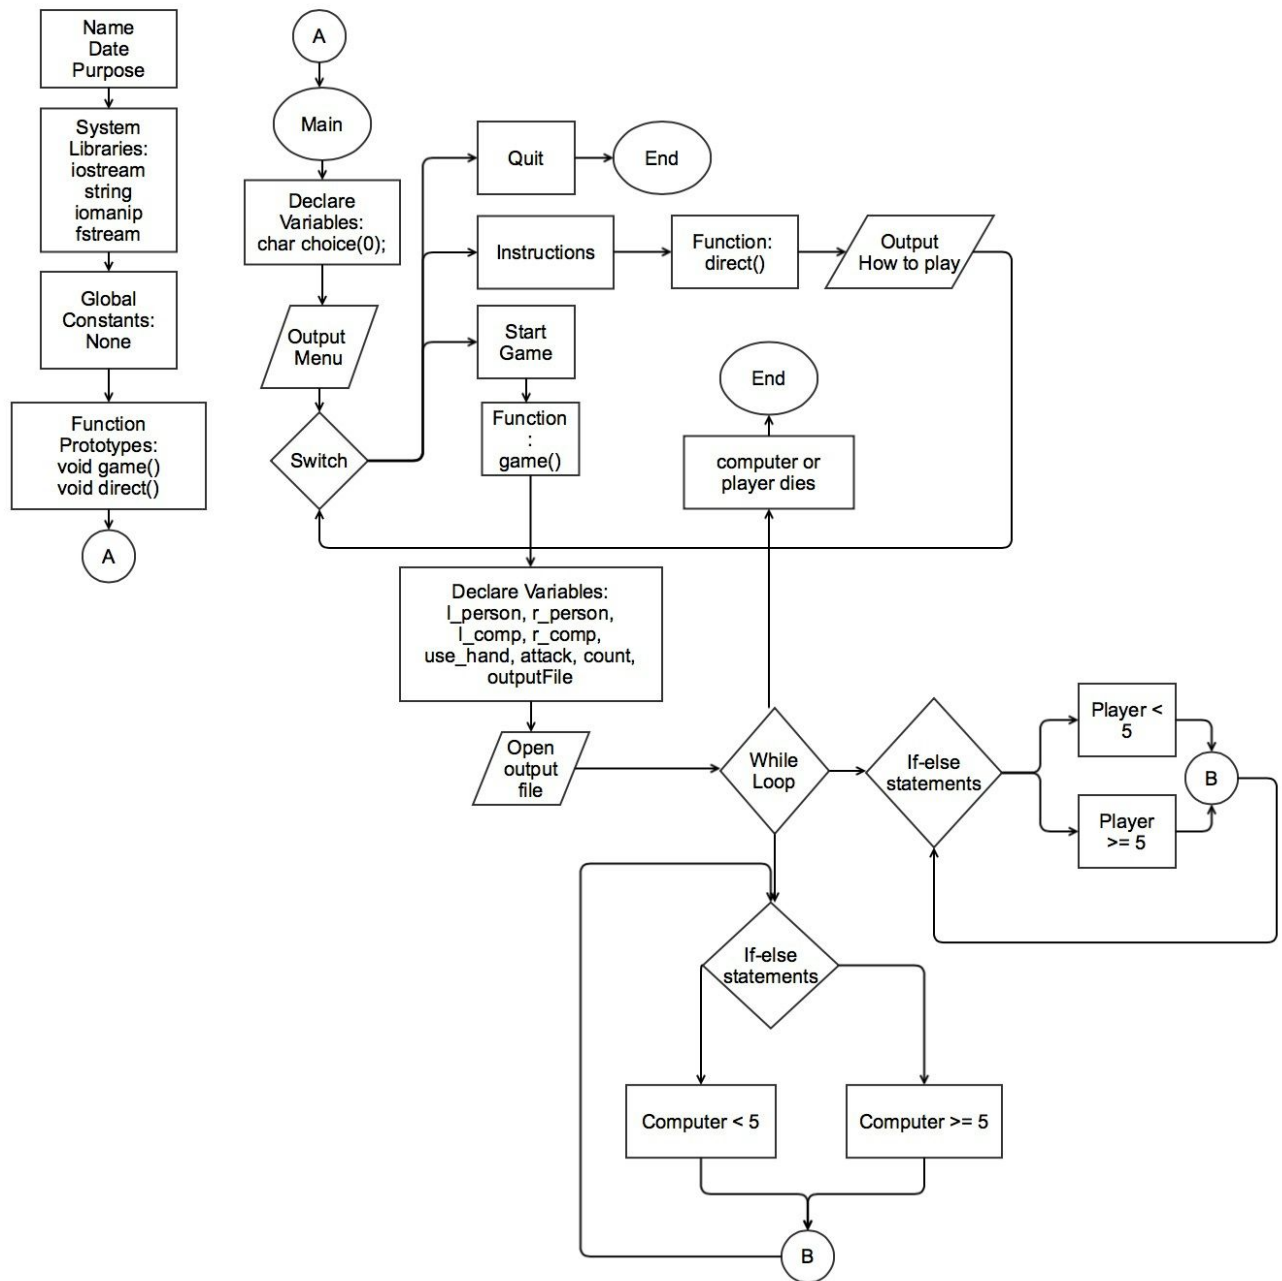 Name
Date
Purpose
System
Libraries:
iostream
string
iomanip
fstream
Global
Constants:
None
Function
Prototypes:
void game()
void direct()
A
A
Main
Declare
Variables:
char choice(0);
Output
Menu
Switch
Quit
End
Instructions
Function:
direct()
Output
How to play
Start
Game
Function
:
game()
End
computer or
player dies
Declare Variables:
l_person, r_person,
l_comp, r_comp,
use_hand, attack, count,
outputFile
Open
output
file
While
Loop
If-else
statements
Player <
5
Player
>= 5
B
If-else
statements
Computer < 5
Computer >= 5
B